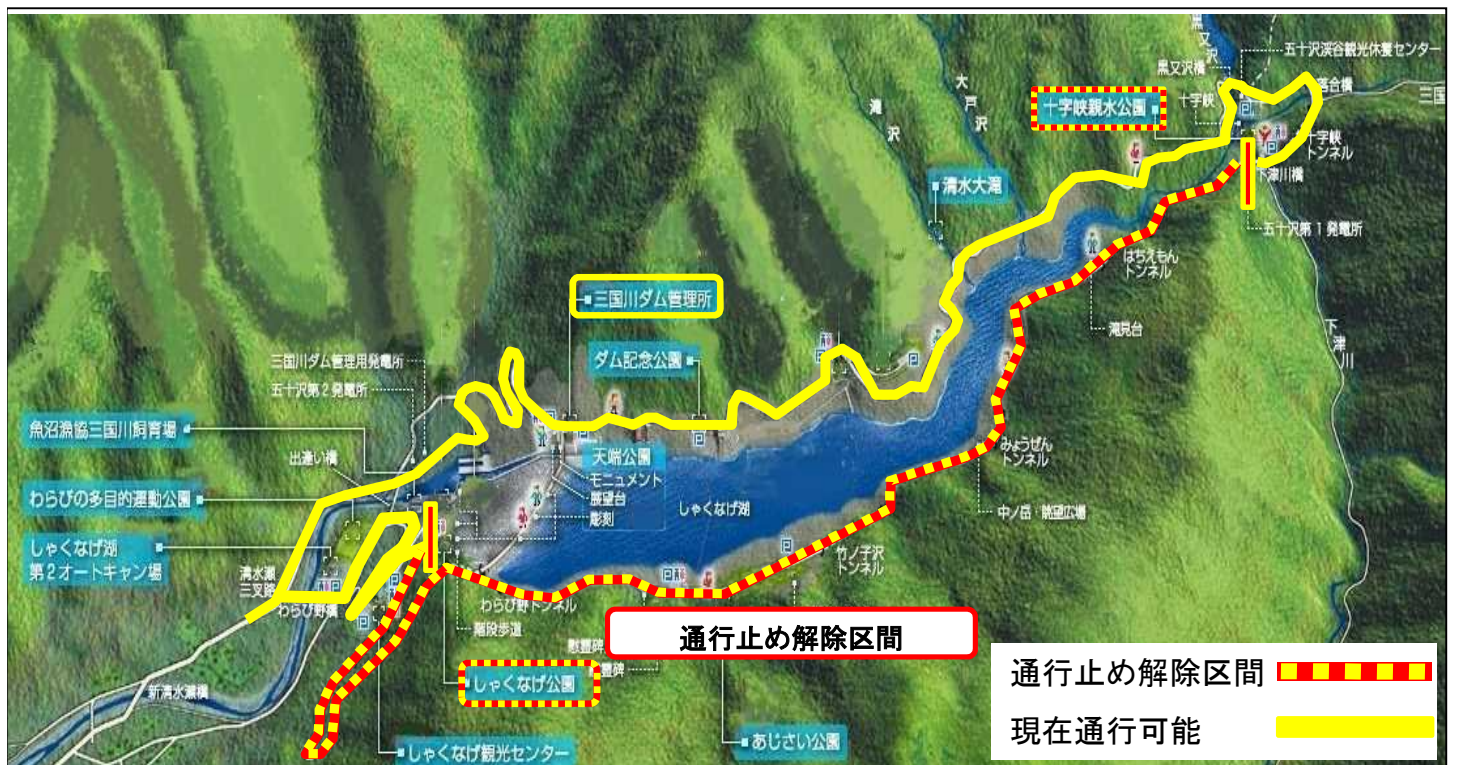 黒又沢
五十沢渓谷観光休養センター
黒又沢橋
落合橋
三国
十字峡
十字峡親水公園
十字峡
トンネル
下津川橋
五十沢第1発電所
大戸沢
滝沢
清水大滝
はちえもん
トンネル
滝見台
下津川
三国川ダム管理所
三国川ダム管理用発電所
ダム記念公園
五十沢第2発電所
魚沼漁協三国川飼育場
出逢い橋
天端公園
モニュメント
展望台
彫刻
しゃくなげ湖
みょうぜん
トンネル
中ノ岳・眺望広場
わらびの多目的運動公園
しゃくなげ湖
第2オートキャン場
清水瀬
三叉路
わらび野橋
竹ノ子沢
トンネル
わらび野トンネル
階段歩道
慰霊碑
霊碑
通行止め解除区間
しゃくなげ公園
新清水瀬橋
しゃくなげ観光センター
あじさい公園
通行止め解除区間
現在通行可能